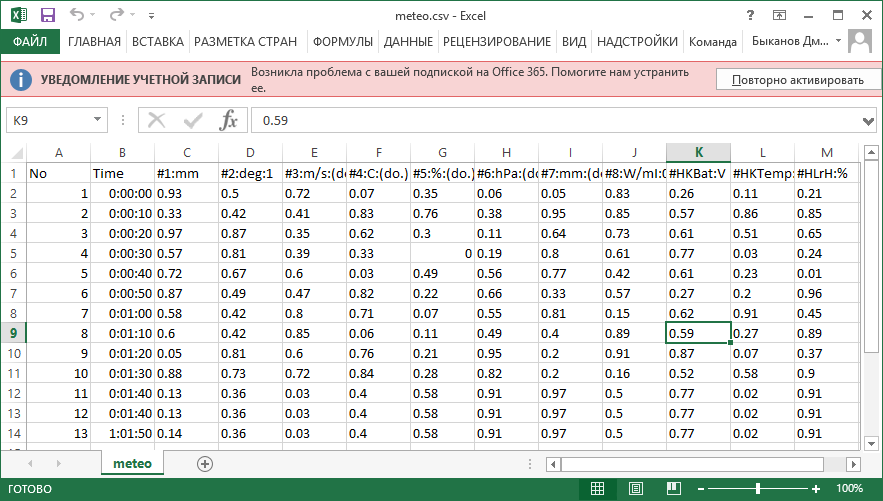 meteo.csv - Excel
ФАЙЛ ГЛАВНАЯ ВСТАВКА РАЗМЕТКА СТРАН ФОРМУЛЫ ДАННЫЕ РЕЦЕНЗИРОВАНИЕ ВИД НАДСТРОЙКИ Команда Быканов Дм...
УВЕДОМЛЕНИЕ УЧЕТНОЙ ЗАПИСИ Возникла проблема с вашей подпиской на Office 365. Помогите нам устранить ее. Повторно активировать
K9 fx 0.59
A B C D E F G H I J K L M
1 No Time #1:mm #2:deg:1 #3:m/s:(do #4:C:(do.) #5:%:(do.) #6:hPa:(do #7:mm:(do #8:W/mI:0 #HKBat:V #HKTemp: #HLrH:%
2 1 0:00:00 0.93 0.5 0.72 0.07 0.35 0.06 0.05 0.83 0.26 0.11 0.21
3 2 0:00:10 0.33 0.42 0.41 0.83 0.76 0.38 0.95 0.85 0.57 0.86 0.85
4 3 0:00:20 0.97 0.87 0.35 0.62 0.3 0.11 0.64 0.73 0.61 0.51 0.65
5 4 0:00:30 0.57 0.81 0.39 0.33 0 0.19 0.8 0.61 0.77 0.03 0.24
6 5 0:00:40 0.72 0.67 0.6 0.03 0.49 0.56 0.77 0.42 0.61 0.23 0.01
7 6 0:00:50 0.87 0.49 0.47 0.82 0.22 0.66 0.33 0.57 0.27 0.2 0.96
8 7 0:01:00 0.58 0.42 0.8 0.71 0.07 0.55 0.81 0.15 0.62 0.91 0.45
9 8 0:01:10 0.6 0.42 0.85 0.06 0.11 0.49 0.4 0.89 0.59 0.27 0.89
10 9 0:01:20 0.05 0.81 0.6 0.76 0.21 0.95 0.2 0.91 0.87 0.07 0.37
11 10 0:01:30 0.88 0.73 0.72 0.84 0.28 0.82 0.2 0.16 0.52 0.58 0.9
12 11 0:01:40 0.13 0.36 0.03 0.4 0.58 0.91 0.97 0.5 0.77 0.02 0.91
13 12 0:01:40 0.13 0.36 0.03 0.4 0.58 0.91 0.97 0.5 0.77 0.02 0.91
14 13 1:01:50 0.14 0.36 0.03 0.4 0.58 0.91 0.97 0.5 0.77 0.02 0.91
meteo
ГОТОВО 100%